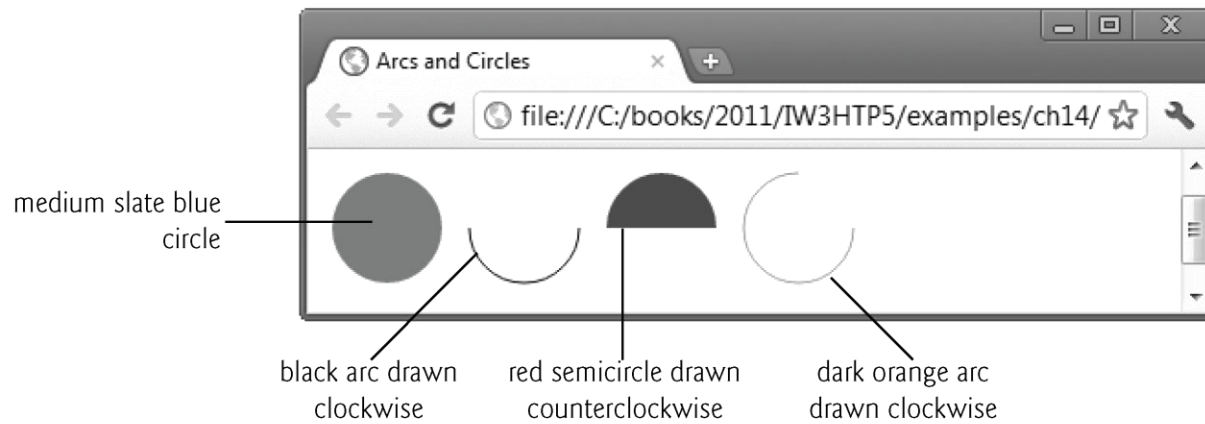 Arcs and Circles
file:///C:/books/2011/IW3HTP5/examples/ch14/
medium slate blue
circle
black arc drawn
clockwise
red semicircle drawn
counterclockwise
dark orange arc
drawn clockwise